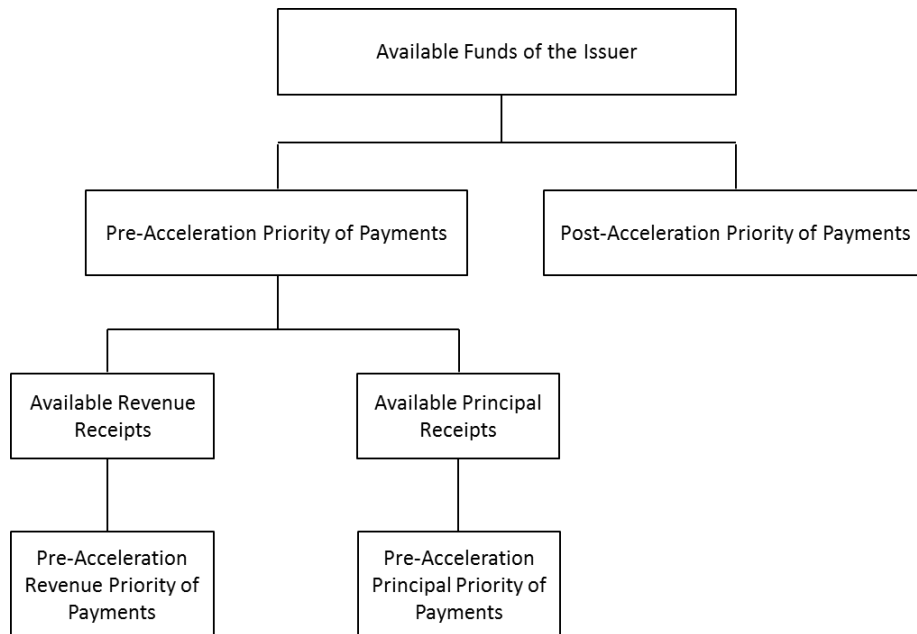 Available Funds of the Issuer
Pre-Acceleration Priority of Payments
Post-Acceleration Priority of Payments
Available Revenue
Receipts
Available Principal
Receipts
Pre-Acceleration
Revenue Priority of
Payments
Pre-Acceleration
Principal Priority of
Payments